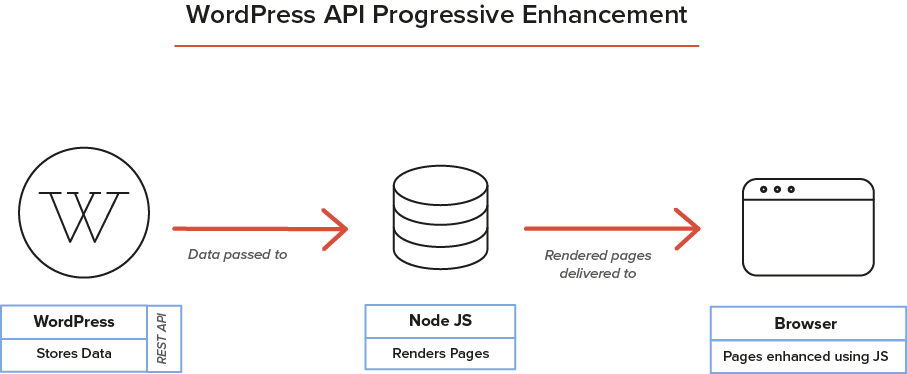 WordPress API Progressive Enhancement
W
Data passed to
Rendered pages
delivered to
WordPress
Stores Data
REST API
Node JS
Renders Pages
Browser
Pages enhanced using JS